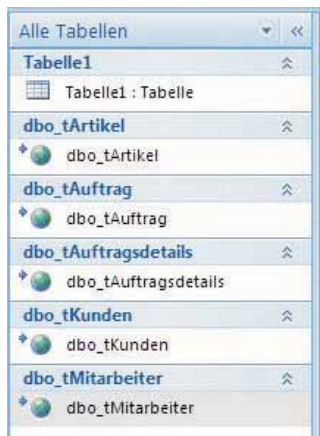 Alle Tabellen
Tabelle1
Tabelle1 : Tabelle
dbo_tArtikel
dbo_tArtikel
dbo_tAuftrag
dbo_tAuftrag
dbo_tAuftragsdetails
dbo_tAuftragsdetails
dbo_tKunden
dbo_tKunden
dbo_tMitarbeiter
dbo_tMitarbeiter